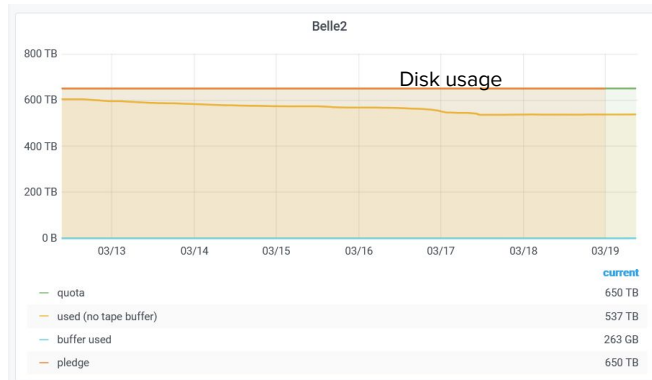 Belle2
800 TB
Disk usage
600 TB
400 TB
200 TB
0 B
03/13 03/14 03/15 03/16 03/17 03/18 03/19
current
quota 650 TB
used (no tape buffer) 537 TB
buffer used 263 GB
pledge 650 TB